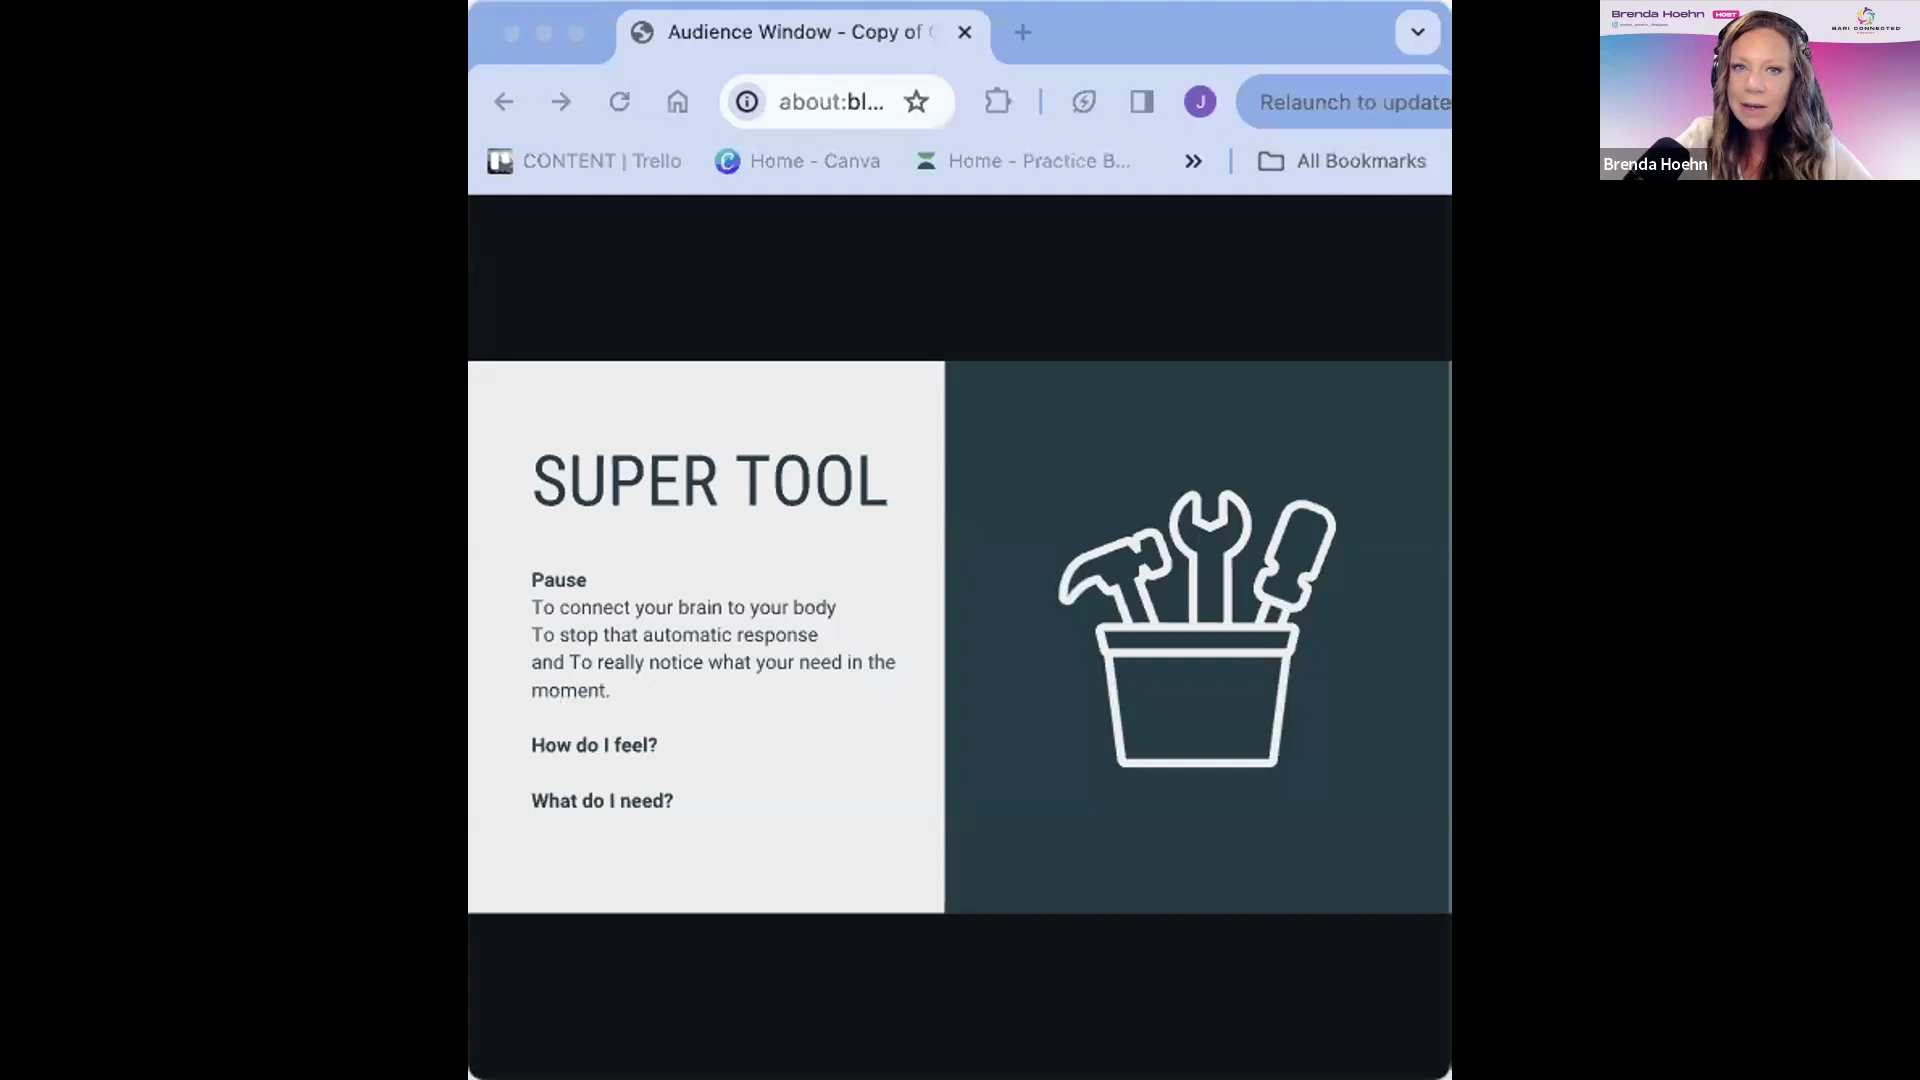 Audience Window - Copy of
about:bl...
J
Relaunch to update
CONTENT | Trello
Home - Canva
Home - Practice B...
All Bookmarks
SUPER TOOL
Pause
To connect your brain to your body
To stop that automatic response
and To really notice what your need in the
moment.
How do I feel?
What do I need?
Brenda Hoehn HOST
BARI CONNECTED
Brenda Hoehn